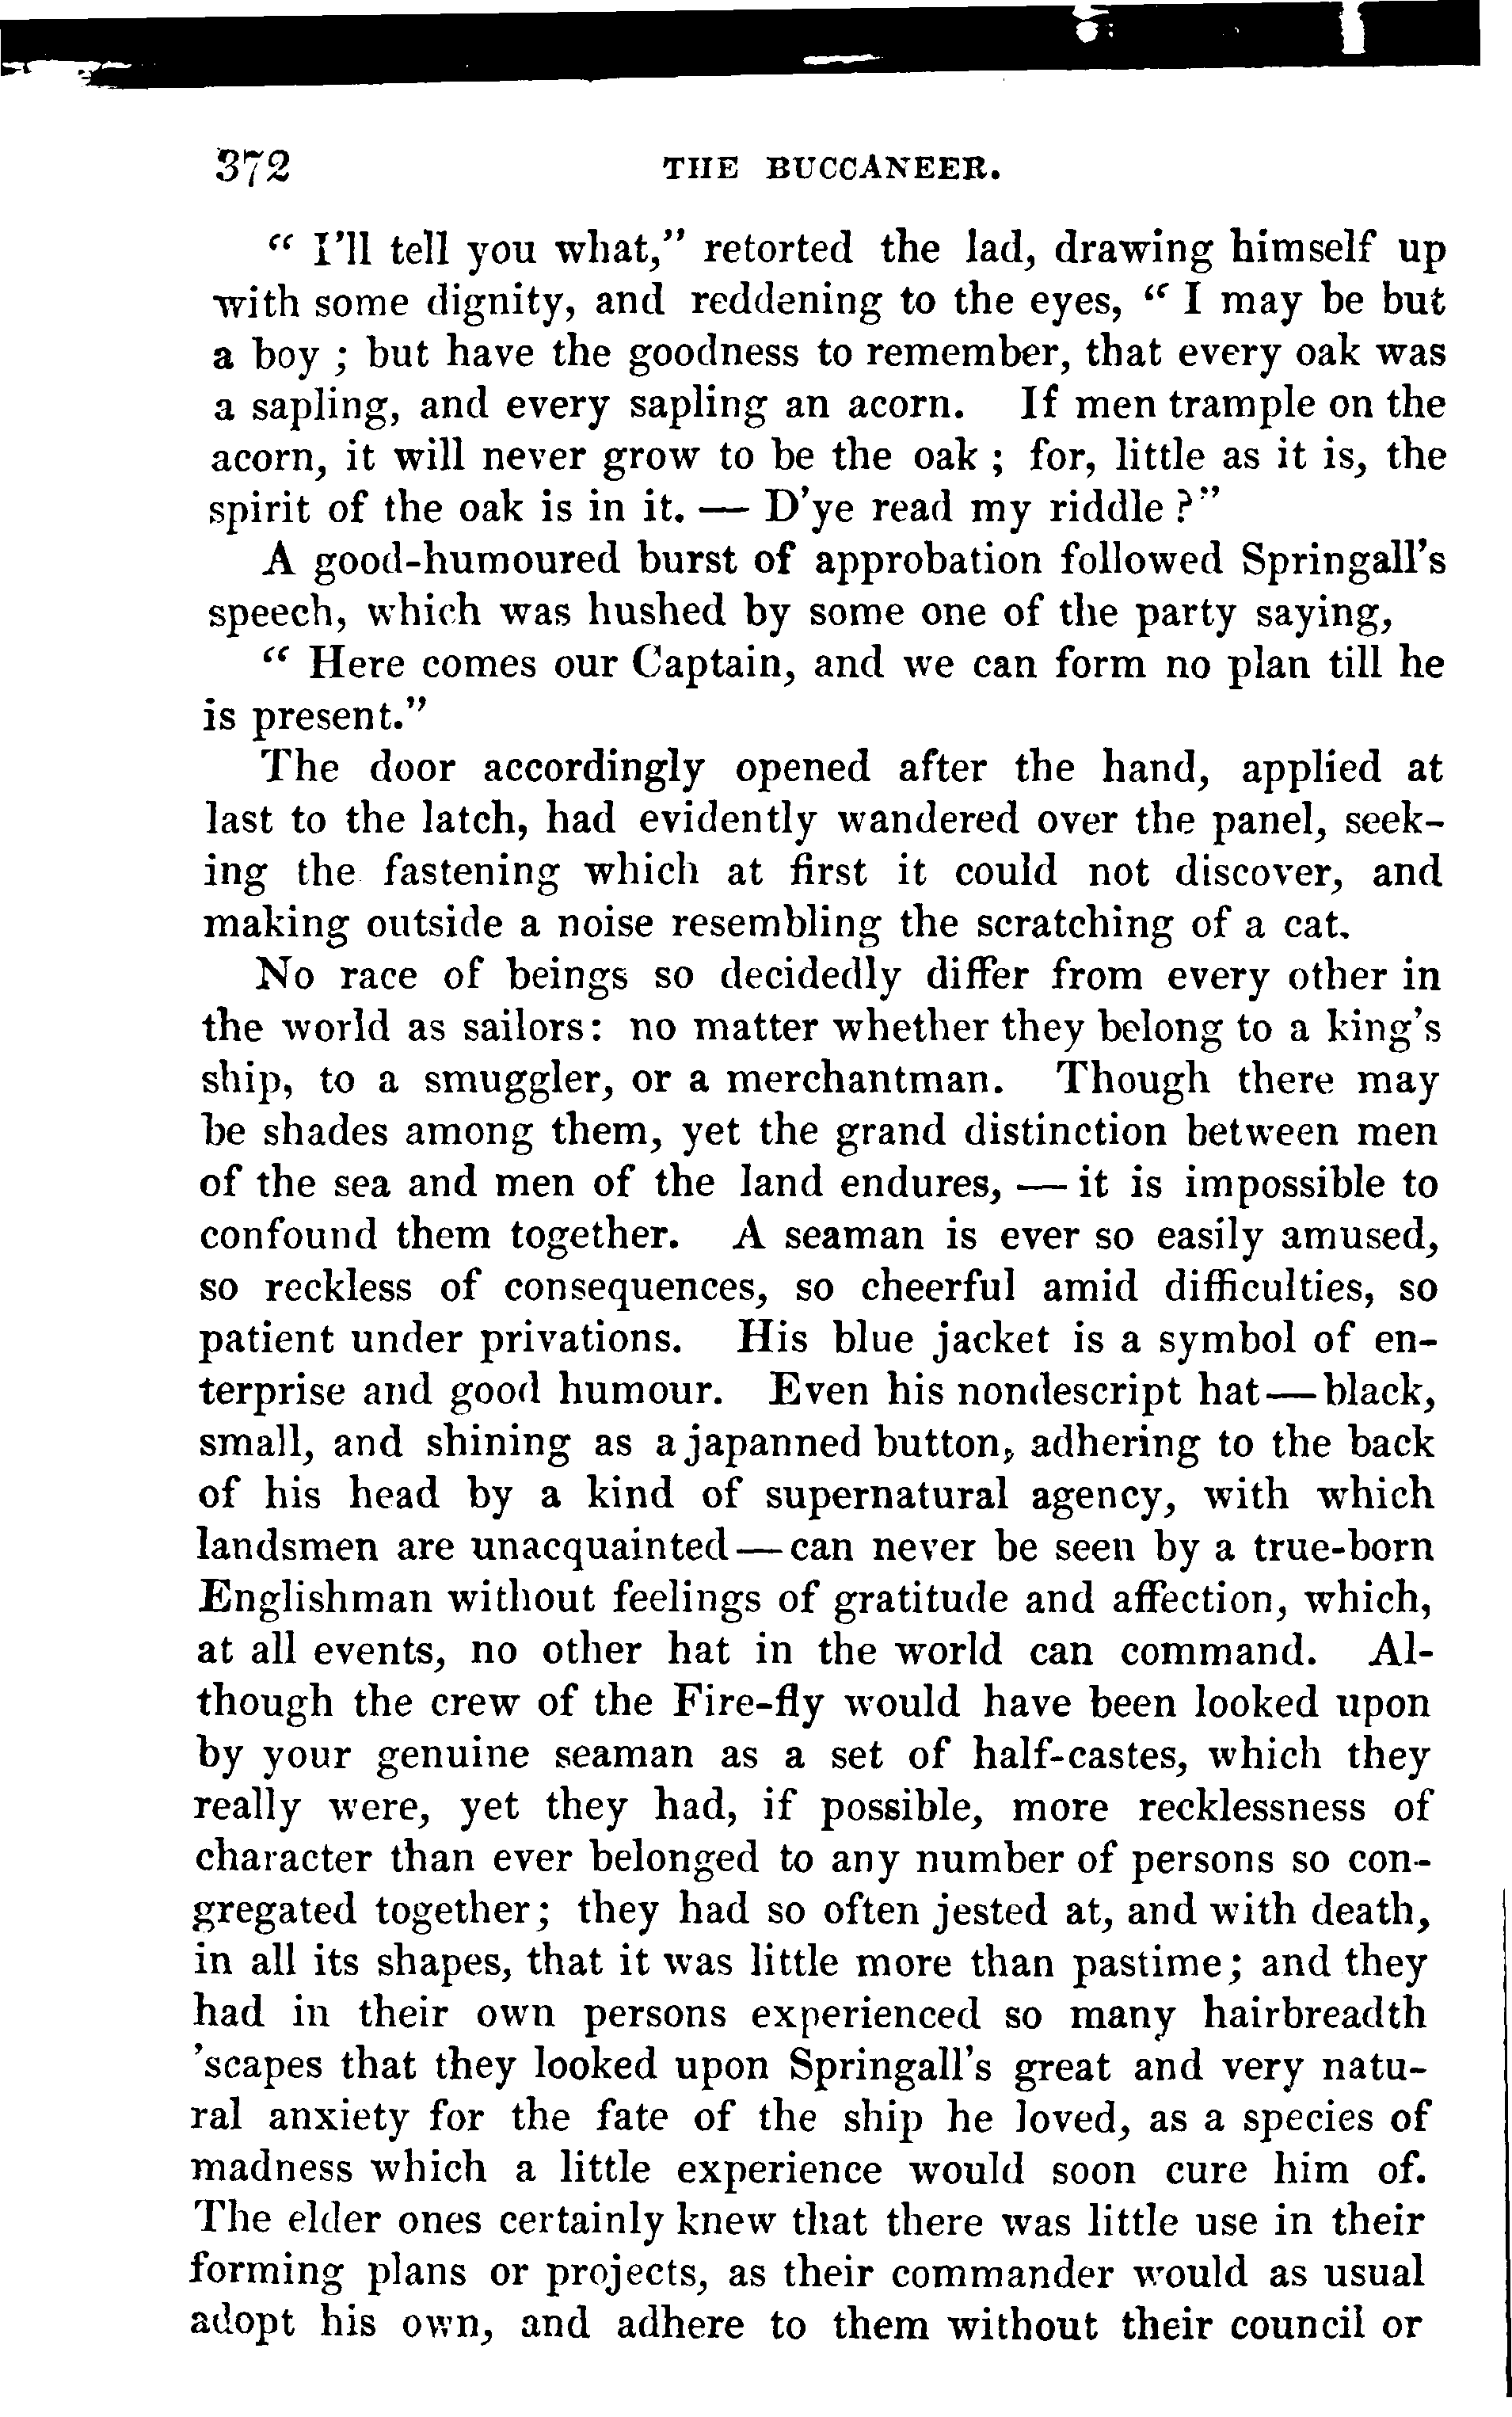 372 THE BUCCANEER.
" I'll tell you what," retorted the lad, drawing himself up
with some dignity, and reddening to the eyes, " I may be but
a boy ; but have the goodness to remember, that every oak was
a sapling, and every sapling an acorn. If men trample on the
acorn, it will never grow to be the oak ; for, little as it is, the
spirit of the oak is in it. — D'ye read my riddle ?"
A good-humoured burst of approbation followed Springall's
speech, which was hushed by some one of the party saying,
" Here comes our Captain, and we can form no plan till he
is present."
The door accordingly opened after the hand, applied at
last to the latch, had evidently wandered over the panel, seek-
ing the fastening which at first it could not discover, and
making outside a noise resembling the scratching of a cat.
No race of beings so decidedly differ from every other in
the world as sailors: no matter whether they belong to a king's
ship, to a smuggler, or a merchantman. Though there may
be shades among them, yet the grand distinction between men
of the sea and men of the land endures, — it is impossible to
confound them together. A seaman is ever so easily amused,
so reckless of consequences, so cheerful amid difficulties, so
patient under privations. His blue jacket is a symbol of en-
terprise and good humour. Even his nondescript hat—black,
small, and shining as a japanned button, adhering to the back
of his head by a kind of supernatural agency, with which
landsmen are unacquainted—can never be seen by a true-born
Englishman without feelings of gratitude and affection, which,
at all events, no other hat in the world can command. Al-
though the crew of the Fire-fly would have been looked upon
by your genuine seaman as a set of half-castes, which they
really were, yet they had, if possible, more recklessness of
character than ever belonged to any number of persons so con-
gregated together; they had so often jested at, and with death,
in all its shapes, that it was little more than pastime; and they
had in their own persons experienced so many hairbreadth
'scapes that they looked upon Springall's great and very natu-
ral anxiety for the fate of the ship he loved, as a species of
madness which a little experience would soon cure him of.
The elder ones certainly knew that there was little use in their
forming plans or projects, as their commander would as usual
adopt his own, and adhere to them without their council or